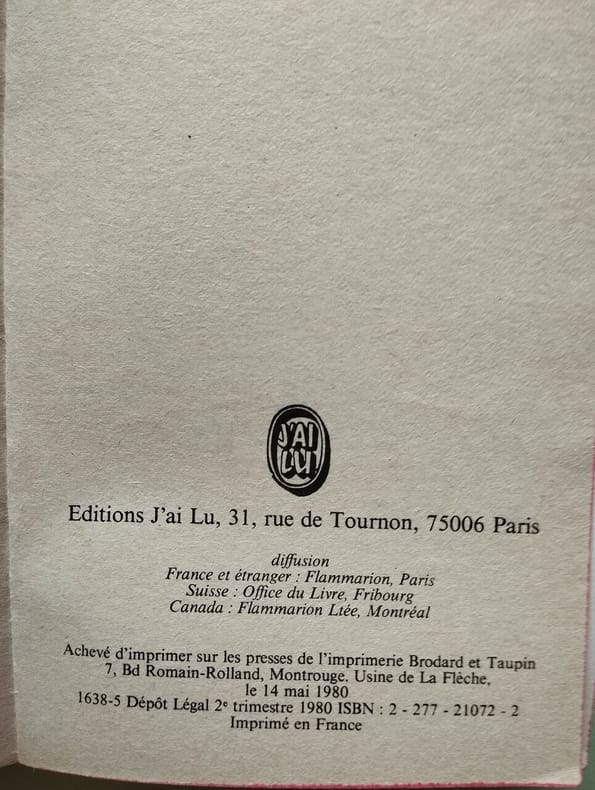 J'AI
LU
Editions J'ai Lu, 31, rue de Tournon, 75006 Paris
diffusion
France et étranger : Flammarion, Paris
Suisse : Office du Livre, Fribourg
Canada : Flammarion Ltée, Montréal
Achevé d'imprimer sur les presses de l'imprimerie Brodard et Taupin
7, Bd Romain-Rolland, Montrouge. Usine de La Flèche,
le 14 mai 1980
1638-5 Dépôt Légal 2e trimestre 1980 ISBN : 2 - 277 - 21072 - 2
Imprimé en France